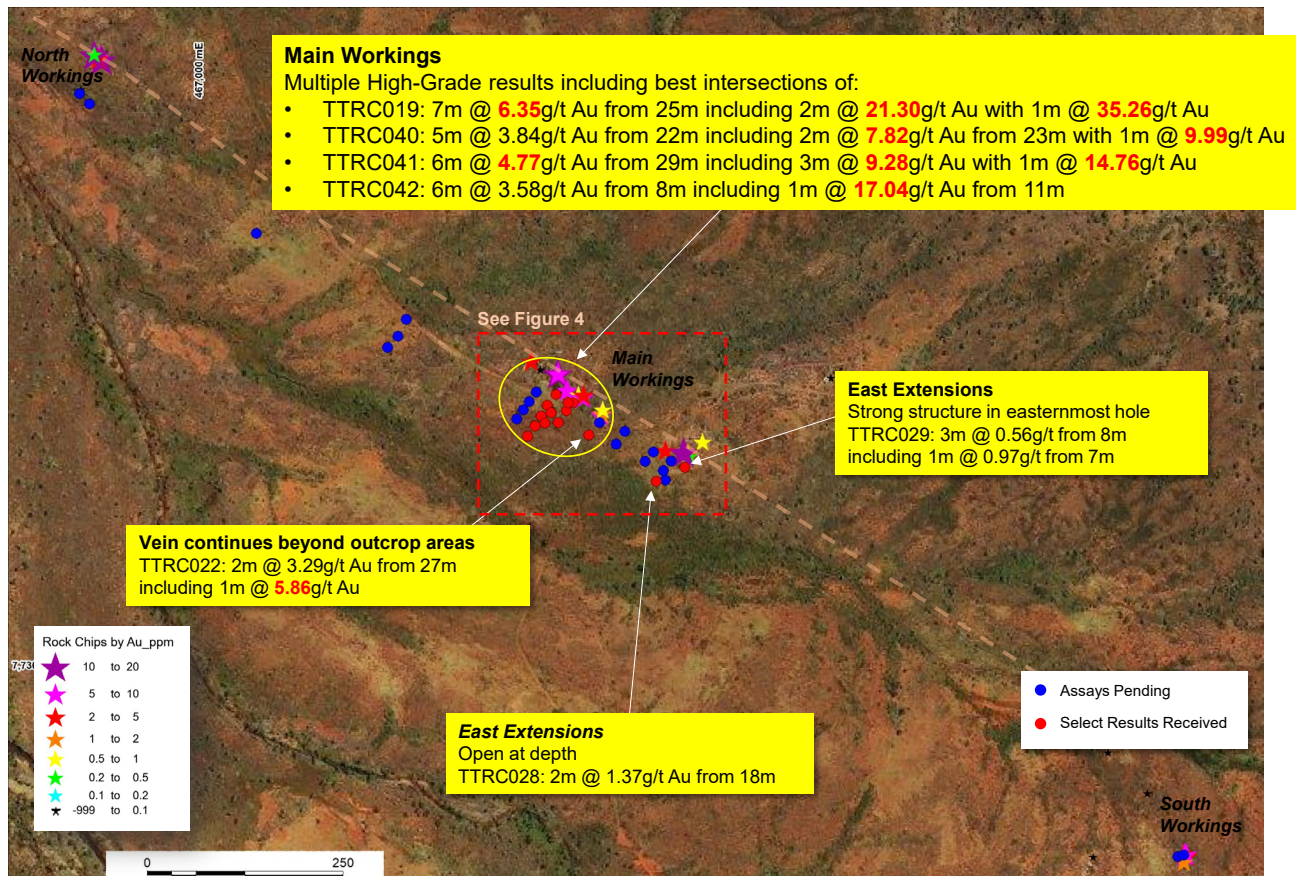 North
Workings
467,000 mE
Main Workings
Multiple High-Grade results including best intersections of:
• TTRC019: 7m @ 6.35g/t Au from 25m including 2m @ 21.30g/t Au with 1m @ 35.26g/t Au
• TTRC040: 5m @ 3.84g/t Au from 22m including 2m @ 7.82g/t Au from 23m with 1m @ 9.99g/t Au
• TTRC041: 6m @ 4.77g/t Au from 29m including 3m @ 9.28g/t Au with 1m @ 14.76g/t Au
• TTRC042: 6m @ 3.58g/t Au from 8m including 1m @ 17.04g/t Au from 11m
See Figure 4
Main
Workings
East Extensions
Strong structure in easternmost hole
TTRC029: 3m @ 0.56g/t from 8m
including 1m @ 0.97g/t from 7m
Vein continues beyond outcrop areas
TTRC022: 2m @ 3.29g/t Au from 27m
including 1m @ 5.86g/t Au
Rock Chips by Au_ppm
10 to 20
5 to 10
2 to 5
1 to 2
0.5 to 1
0.2 to 0.5
0.1 to 0.2
-999 to 0.1
Assays Pending
Select Results Received
East Extensions
Open at depth
TTRC028: 2m @ 1.37g/t Au from 18m
South
Workings
0 250